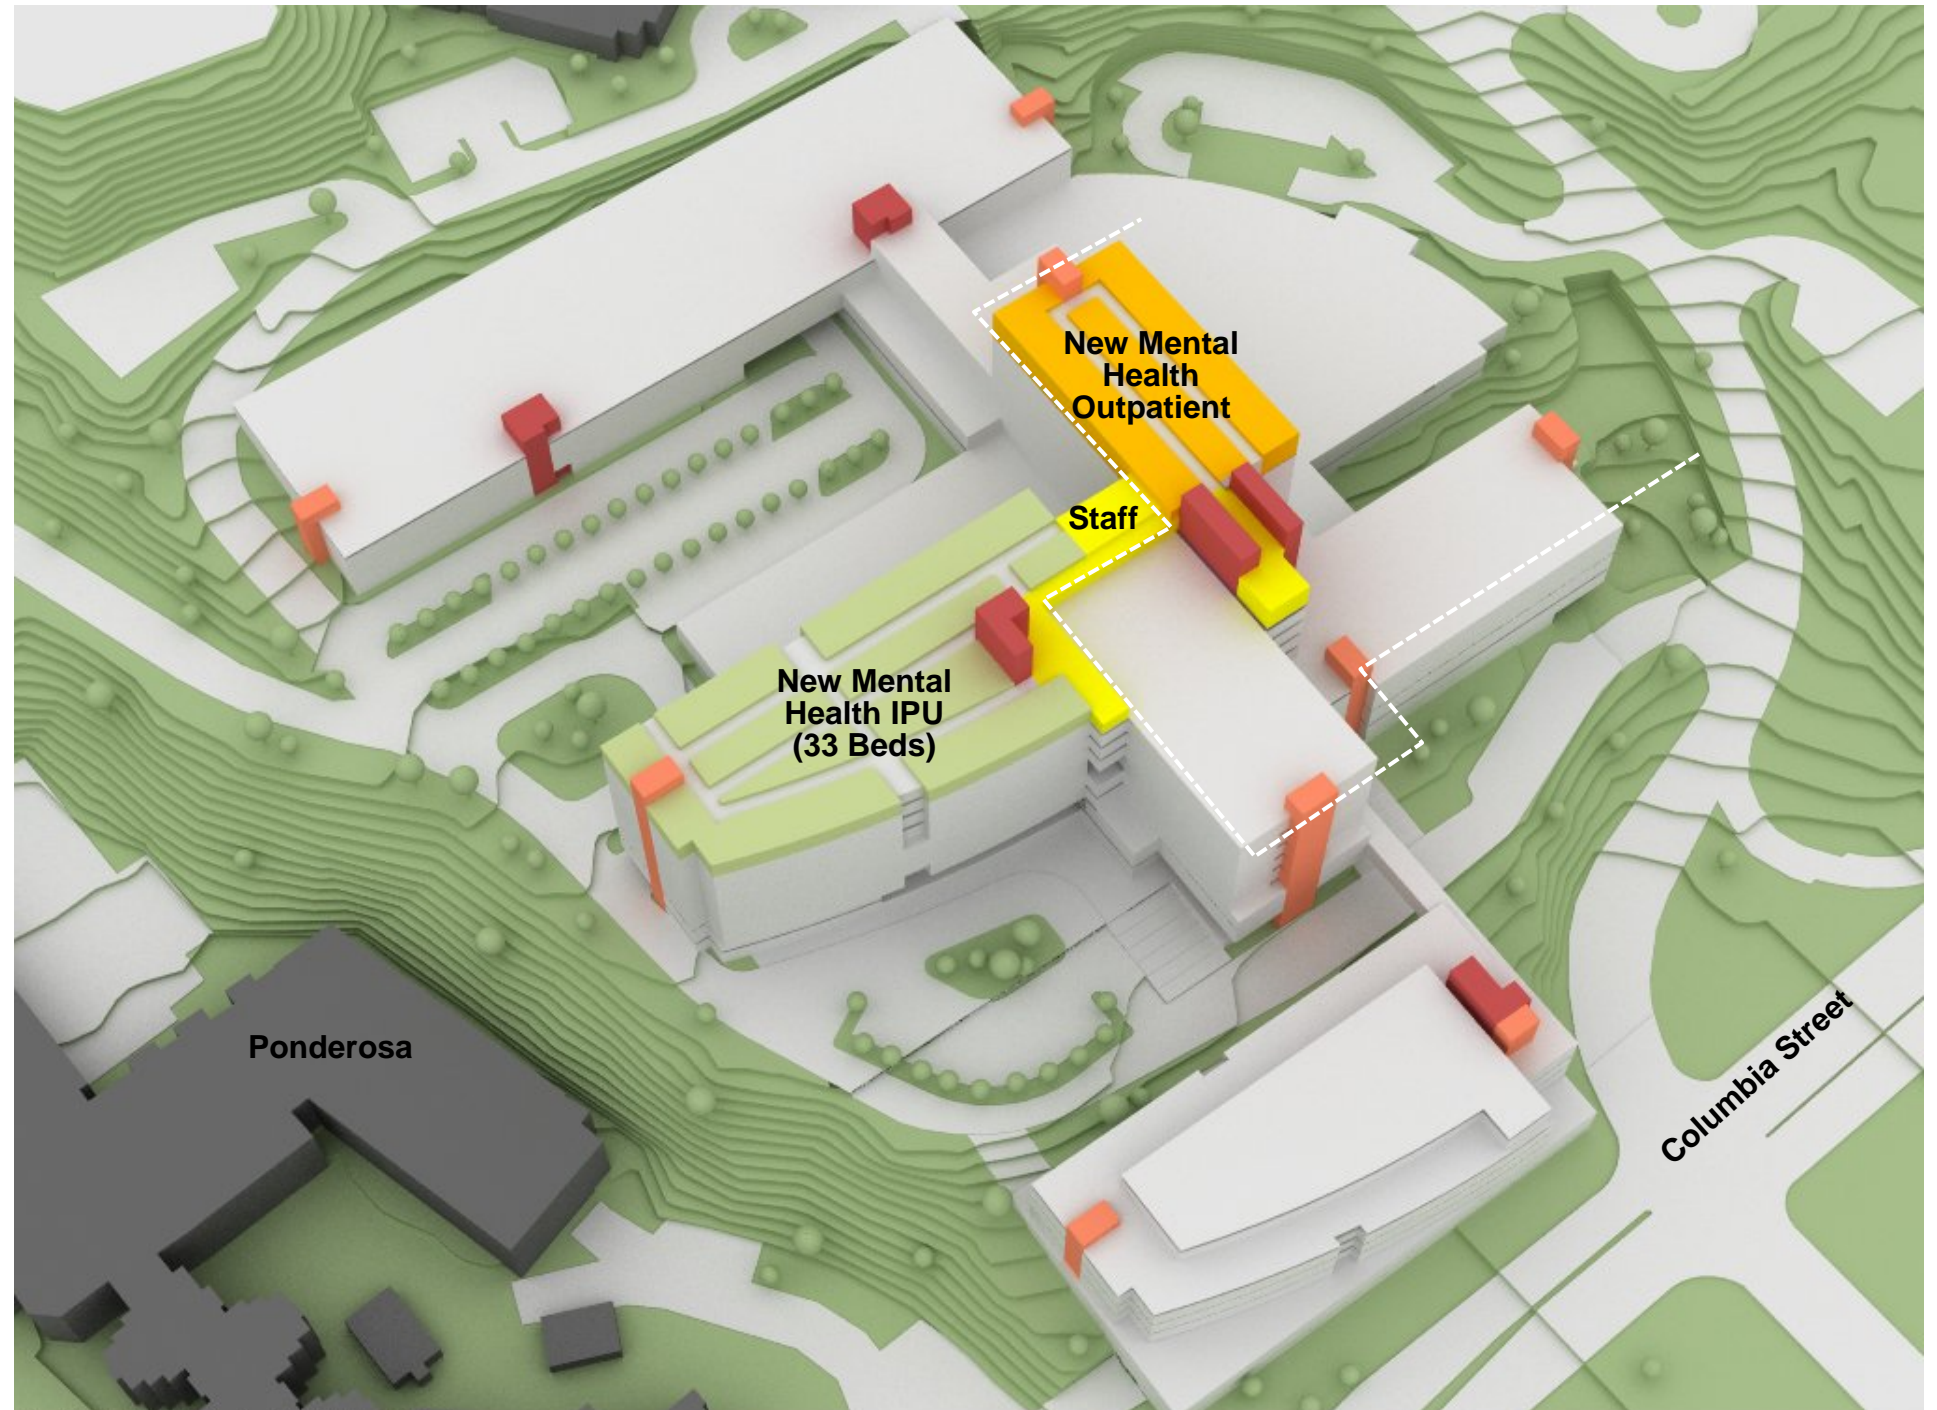 New Mental
Health
Outpatient
Staff
New Mental
Health IPU
(33 Beds)
Ponderosa
Columbia Street